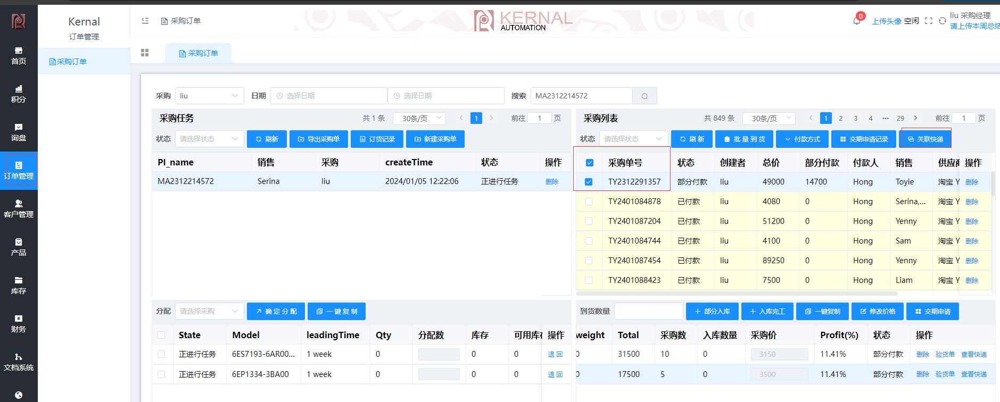 Kernal
订单管理
采购订单
首页
积分
询盘
订单管理
客户管理
产品
库存
财务
文档系统
采购订单
KERNAL
AUTOMATION
0
上传头像 空闲
liu 采购经理
请上传本周总结
采购订单
采购 liu 日期 选择日期 选择日期 搜索 MA2312214572
采购任务 共 1 条 30条/页 1 前往 1 页
状态 请选择状态 刷新 导出采购单 订货记录 新建采购单
PI_name 销售 采购 createTime 状态 操作
MA2312214572 Serina liu 2024/01/05 12:22:06 正进行任务 删除
采购列表 共 849 条 30条/页 1 2 3 4 ••• 29 前往 1 页
状态 请选择状态 刷 新 批 量 到 货 付款方式 交期申请记录 关联快递
采购单号 状态 创建者 总价 部分付款 付款人 销售 供应商 操作
TY2312291357 部分付款 liu 49000 14700 Hong Toyie 淘宝 Y 删除
TY2401084878 已付款 liu 4080 0 Hong Serina,... 淘宝 Y 删除
TY2401087204 已付款 liu 51200 0 Hong Yenny 淘宝 Y 删除
TY2401084744 已付款 liu 4100 0 Hong Sam 淘宝 Y 删除
TY2401087454 已付款 liu 89250 0 Hong Yenny 淘宝 Y 删除
TY2401088423 已付款 liu 7500 0 Hong Liam 淘宝 Y 删除
分配 请选择采购 确 定 分 配 一 键 复 制
State Model leadingTime Qty 分配数 库存 可用库存 操作
正进行任务 6ES7193-6AR00... 1 week 0 0 0 退 回
正进行任务 6EP1334-3BA00 1 week 0 0 0 退 回
到货数量 部分入库 入库完工 一键复制 修改价格 交期申请
weight Total 采购数 入库数量 采购价 Profit(%) 状态 操作
0 31500 10 0 3150 11.41% 部分付款 删除 验货单 查看快递
0 17500 5 0 3500 11.41% 部分付款 删除 验货单 查看快递